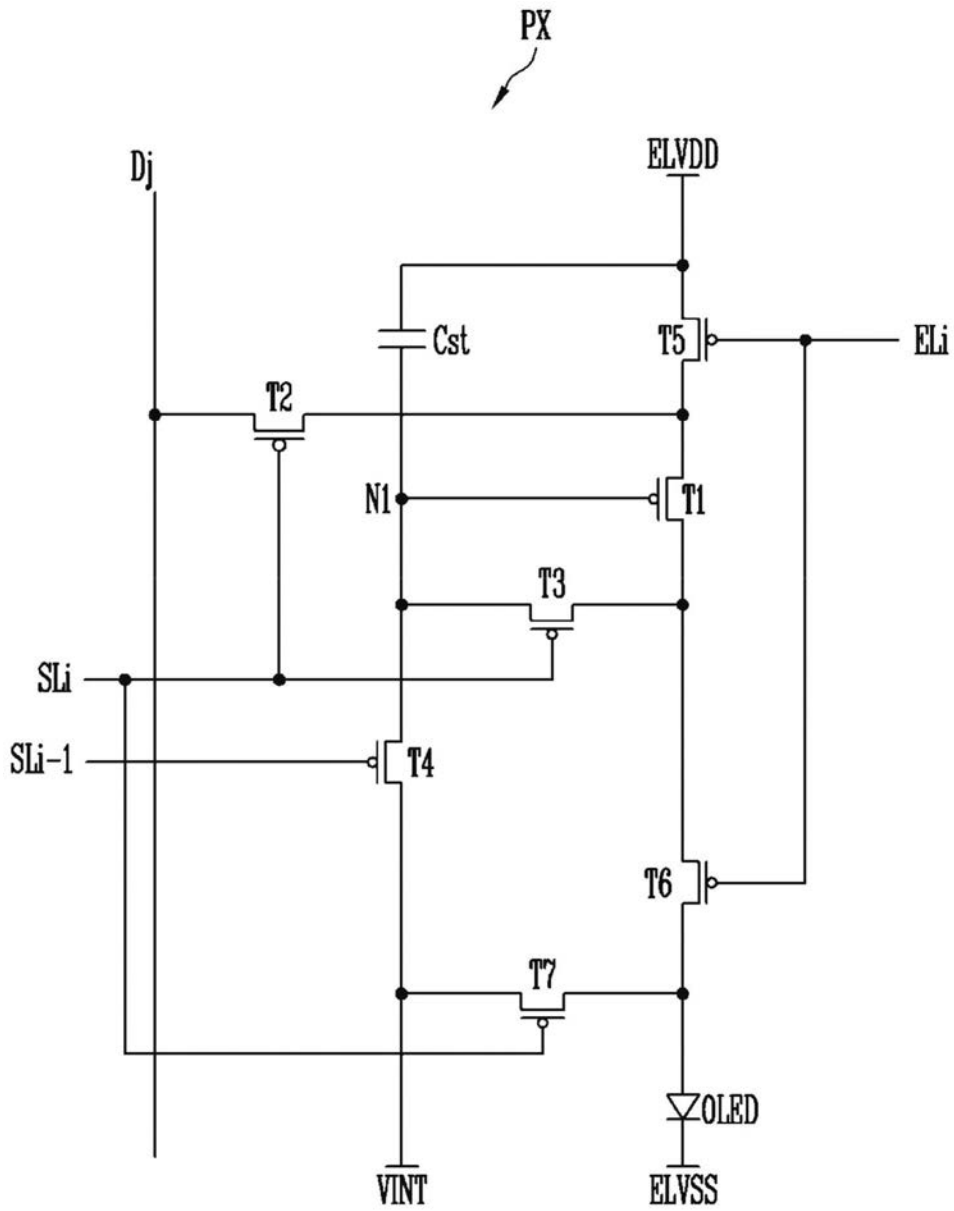 PX
Dj
ELVDD
Cst
T5
ELi
T2
N1
T1
T3
SLi
SLi-1
T4
T6
T7
OLED
VINT
ELVSS